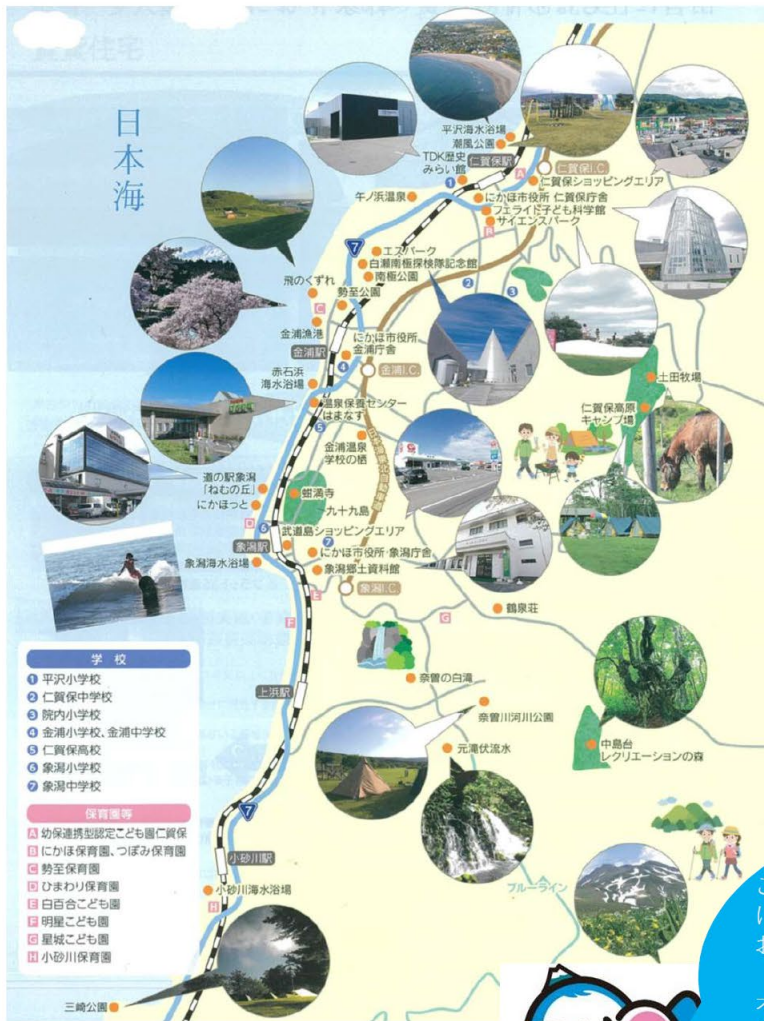 日本海
平沢海水浴場
潮風公園
TDK歴史
みらい館
仁賀保駅
仁賀保I.C.
仁賀保ショッピングエリア
午ノ浜温泉
にかほ市役所 仁賀保庁舎
フェライト子ども科学館
サイエンスパーク
エスパーク
白瀬南極探検隊記念館
南極公園
飛のくずれ
勢至公園
金浦漁港
金浦駅
にかほ市役所
金浦庁舎
金浦I.C.
赤石浜
海水浴場
温泉保養センター
はまなす
金浦温泉
学校の栖
土田牧場
仁賀保高原
キャンプ場
道の駅象潟
「ねむの丘」
にかほっと
蚶満寺
九十九島
武道島ショッピングエリア
象潟駅
にかほ市役所・象潟庁舎
象潟海水浴場
象潟郷土資料館
象潟I.C.
鶴泉荘
奈曽の白滝
上浜駅
奈曽川河川公園
元滝伏流水
中島台
レクリエーションの森
7
7
小砂川駅
小砂川海水浴場
ブルーライン
三崎公園
学校
1 平沢小学校
2 仁賀保中学校
3 院内小学校
4 金浦小学校、金浦中学校
5 仁賀保高校
6 象潟小学校
7 象潟中学校
保育園等
A 幼保連携型認定こども園仁賀保
B にかほ保育園、つぼみ保育園
C 勢至保育園
D ひまわり保育園
E 白百合こども園
F 明星こども園
G 星城こども園
H 小砂川保育園